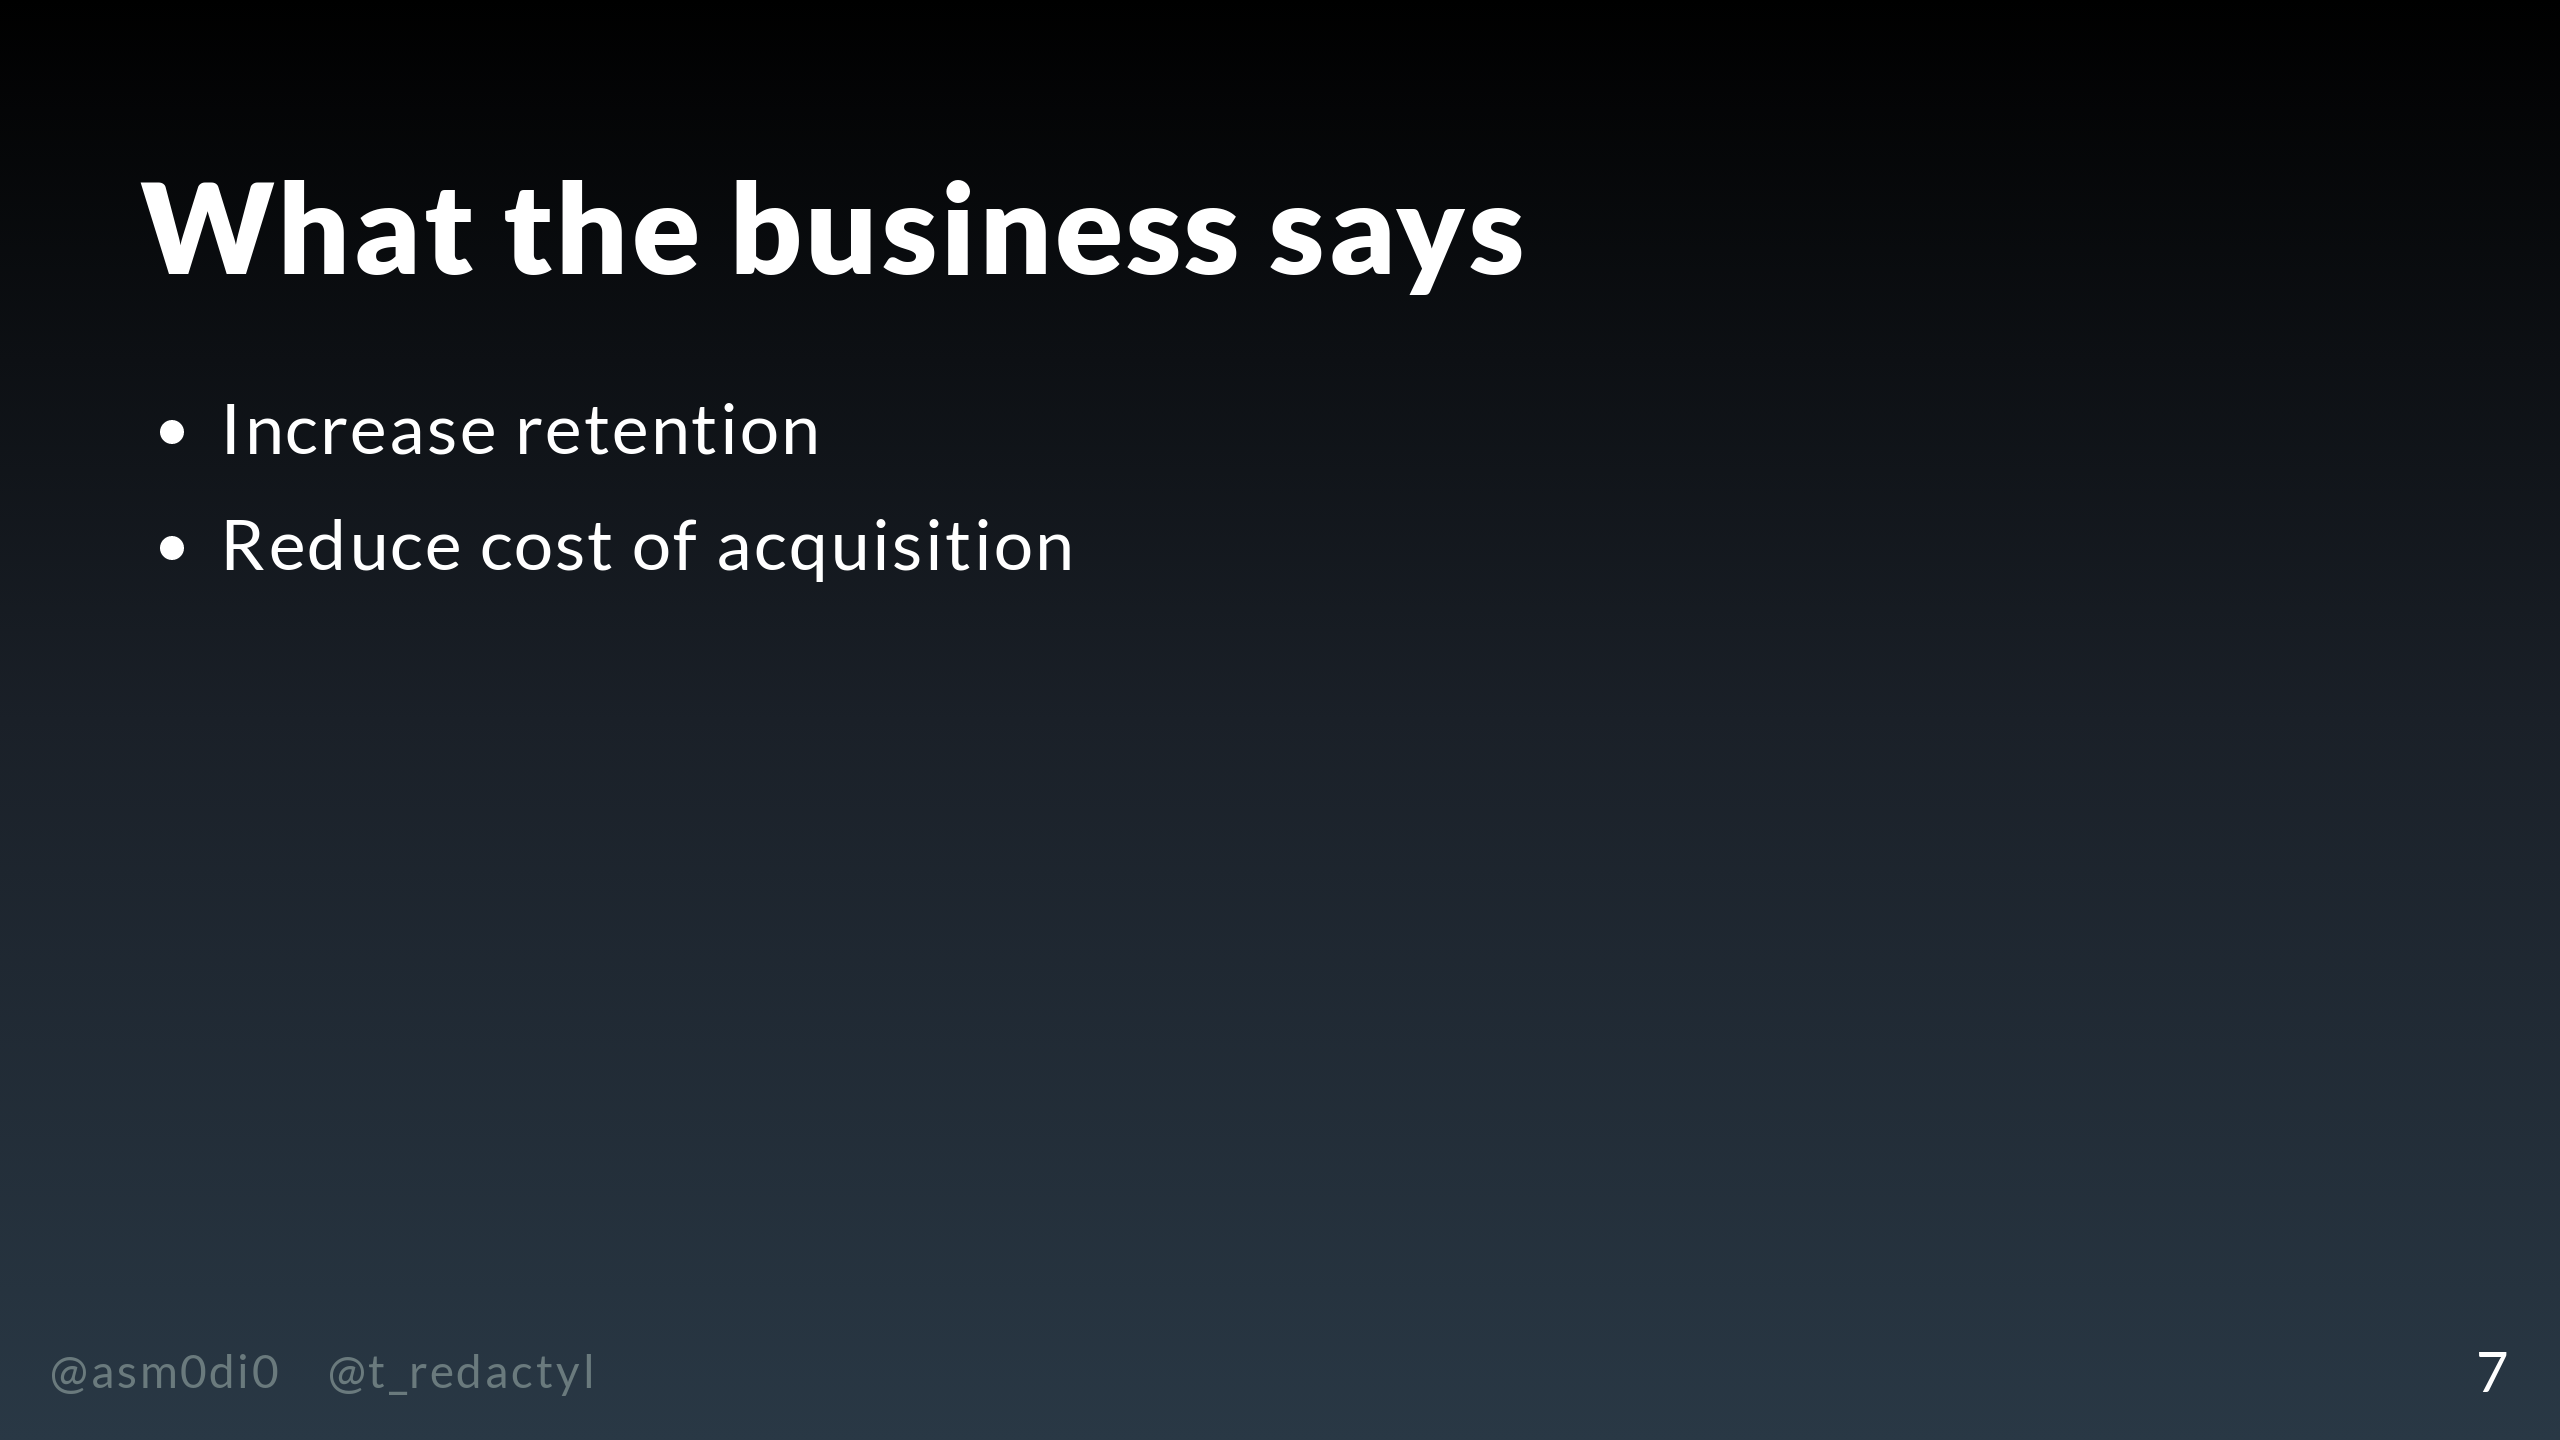 What the business says
• Increase retention
• Reduce cost of acquisition
@asm0di0 @t_redactyl
7